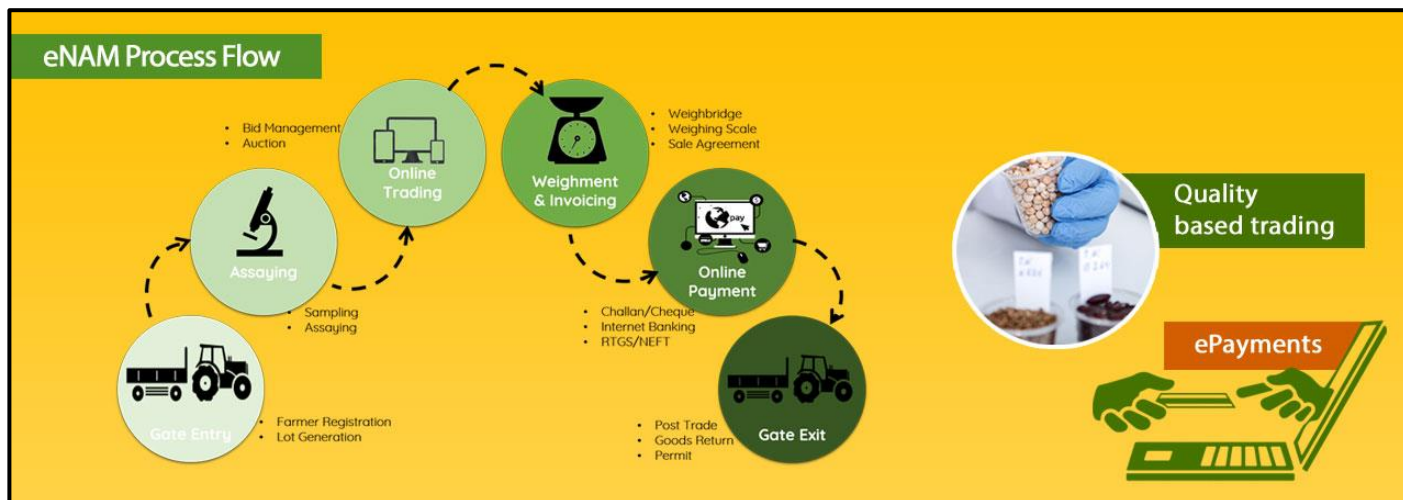 eNAM Process Flow
• Bid Management
• Auction
Online
Trading
Weighment
& Invoicing
• Weighbridge
• Weighing Scale
• Sale Agreement
Assaying
• Sampling
• Assaying
pay
Online
Payment
• Challan/Cheque
• Internet Banking
• RTGS/NEFT
Gate Entry
• Farmer Registration
• Lot Generation
• Post Trade
• Goods Return
• Permit
Gate Exit
Quality
based trading
ePayments